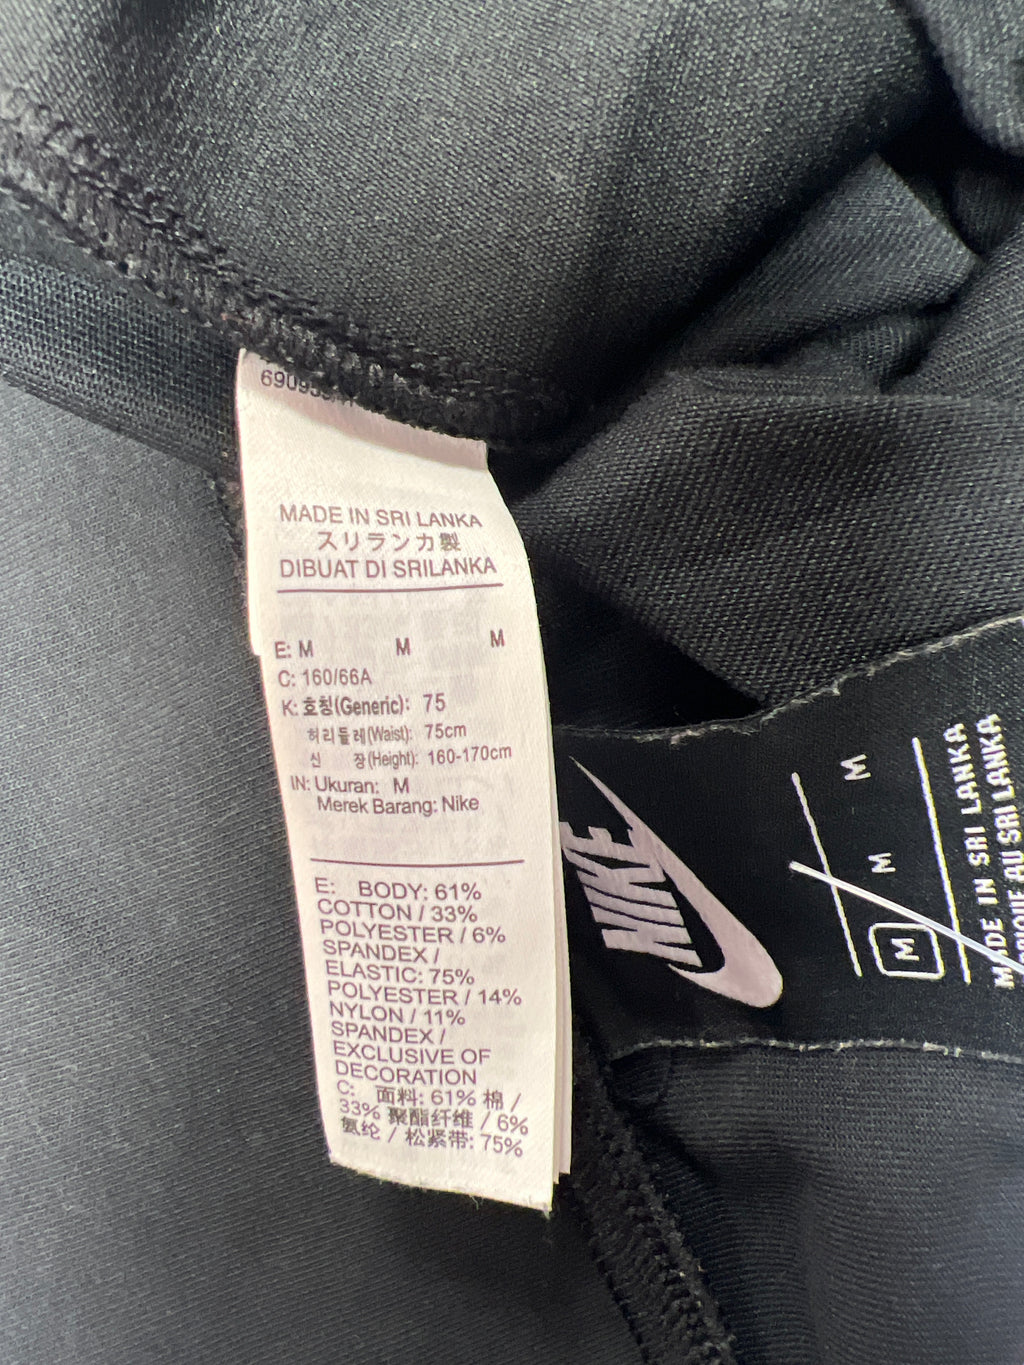 MADE IN SRI LANKA
スリランカ製
DIBUAT DI SRILANKA
E: M M M
C: 160/66A
K: 호칭(Generic): 75
허리둘레(Waist): 75cm
신 장(Height): 160-170cm
IN: Ukuran: M
Merek Barang: Nike
E: BODY: 61%
COTTON / 33%
POLYESTER / 6%
SPANDEX /
ELASTIC: 75%
POLYESTER / 14%
NYLON / 11%
SPANDEX /
EXCLUSIVE OF
DECORATION
C: 面料: 61% 棉 /
33% 聚酯纤维 / 6%
氨纶 / 松紧带: 75%
NIKE
M M M
MADE IN SRI LANKA
AU SRI LANKA